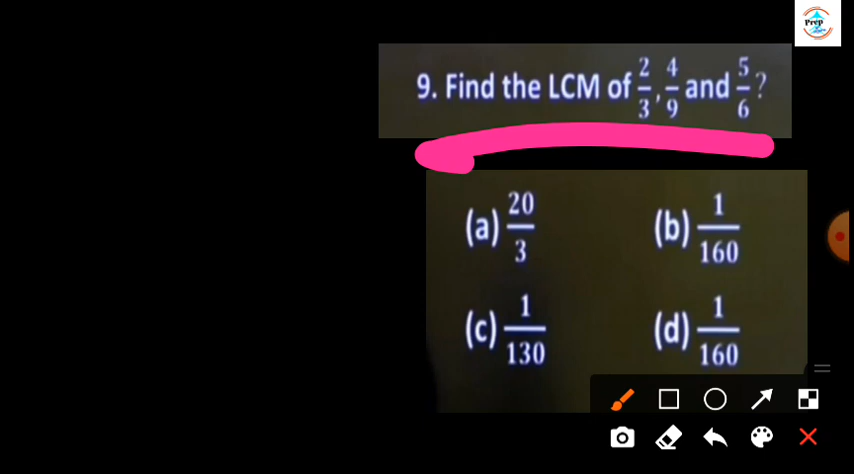 Prep
9. Find the LCM of 2/3, 4/9 and 5/6?
(a) 20/3 (b) 1/160
(c) 1/130 (d) 1/160